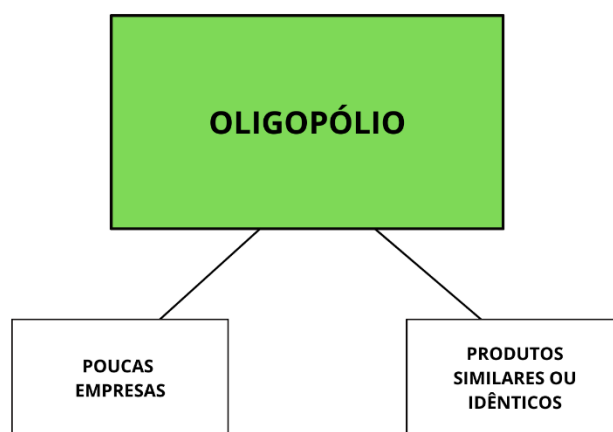 OLIGOPÓLIO
POUCAS
EMPRESAS
PRODUTOS
SIMILARES OU
IDÊNTICOS